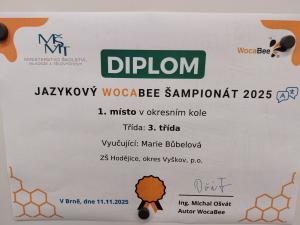 MŠMT
MINISTERSTVO ŠKOLSTVÍ,
MLÁDEŽE A TĚLOVÝCHOVY
WocaBee
DIPLOM
JAZYKOVÝ WOCABEE ŠAMPIONÁT 2025
1. místo v okresním kole
Třída: 3. třída
Vyučující: Marie Bůbelová
ZŠ Hodějice, okres Vyškov, p.o.
V Brně, dne 11.11.2025
Ing. Michal Ošvát
Autor WocaBee